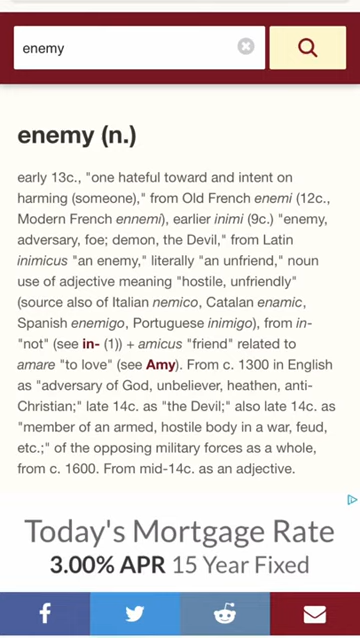 enemy
enemy (n.)
early 13c., "one hateful toward and intent on
harming (someone)," from Old French enemi (12c.,
Modern French ennemi), earlier inimi (9c.) "enemy,
adversary, foe; demon, the Devil," from Latin
inimicus "an enemy," literally "an unfriend," noun
use of adjective meaning "hostile, unfriendly"
(source also of Italian nemico, Catalan enamic,
Spanish enemigo, Portuguese inimigo), from in-
"not" (see in- (1)) + amicus "friend" related to
amare "to love" (see Amy). From c. 1300 in English
as "adversary of God, unbeliever, heathen, anti-
Christian;" late 14c. as "the Devil;" also late 14c. as
"member of an armed, hostile body in a war, feud,
etc.;" of the opposing military forces as a whole,
from c. 1600. From mid-14c. as an adjective.
Today's Mortgage Rate
3.00% APR 15 Year Fixed